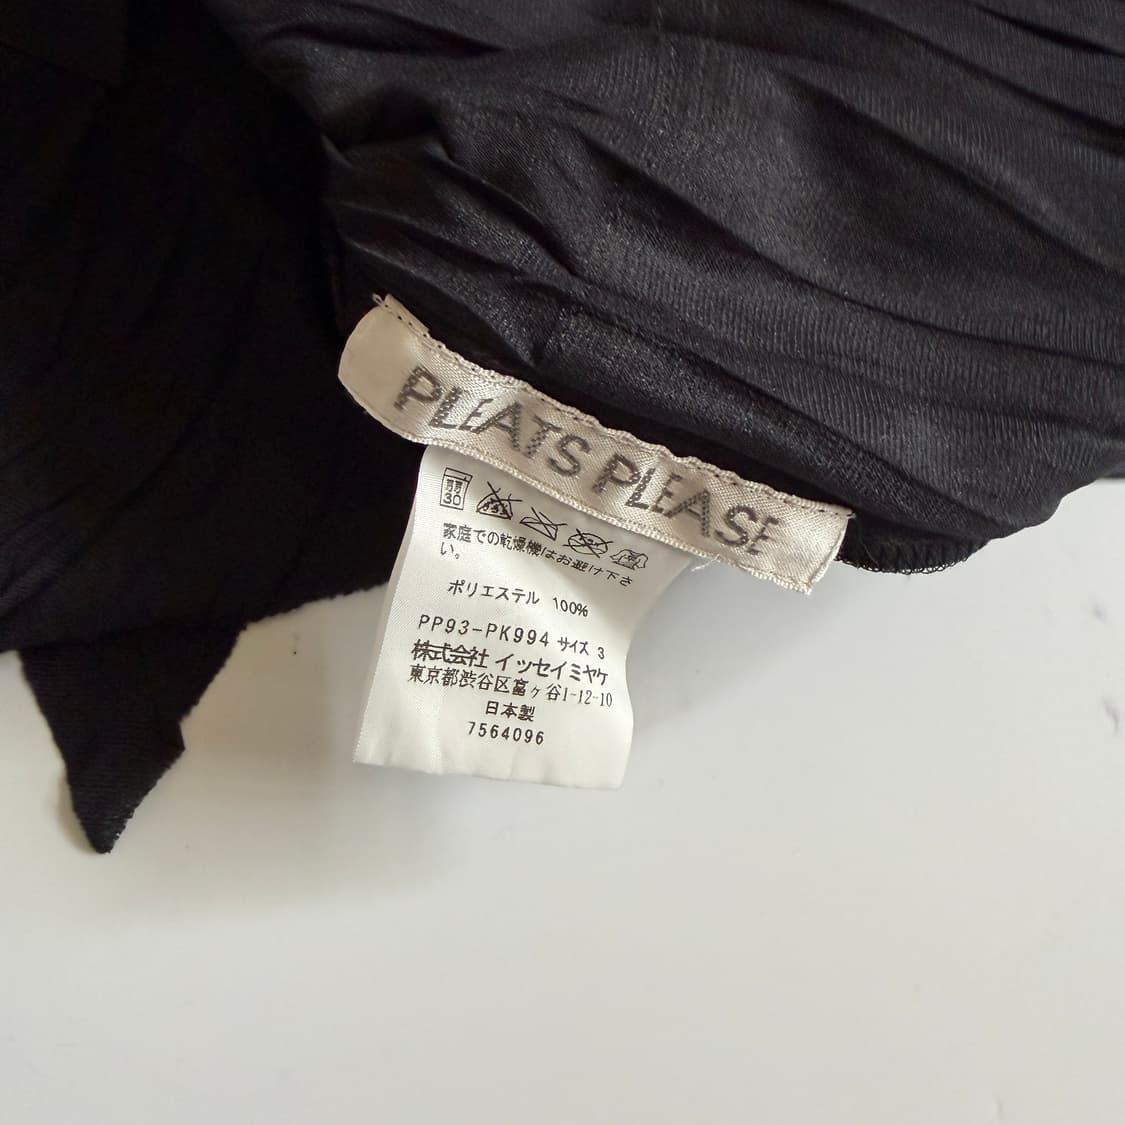 PLEATS PLEASE
30
家庭での乾燥機はお避け下さ
い。
ポリエステル 100%
PP93-PK994 サイズ 3
株式会社 イッセイミヤケ
東京都渋谷区富ヶ谷1-12-10
日本製
7564096